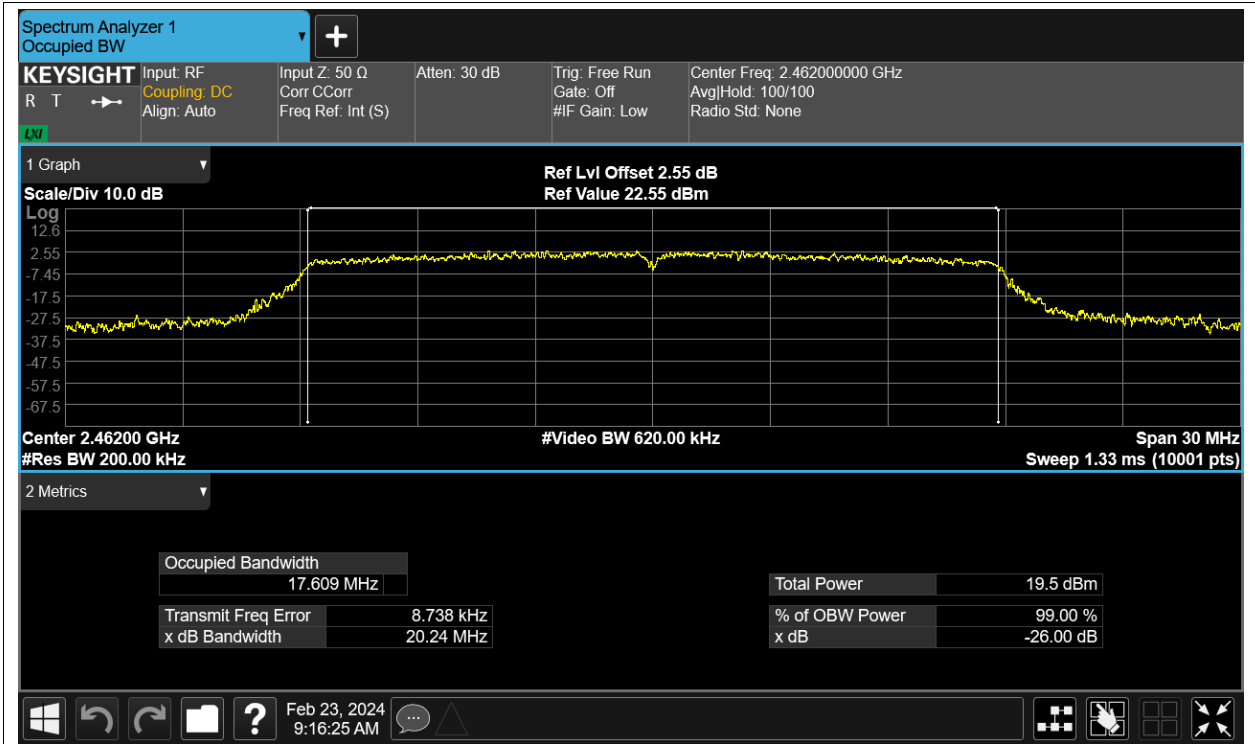 Spectrum Analyzer 1
Occupied BW
KEYSIGHT
R T
LXI
Input: RF
Coupling: DC
Align: Auto
Input Z: 50 Ω
Corr CCorr
Freq Ref: Int (S)
Atten: 30 dB
Trig: Free Run
Gate: Off
#IF Gain: Low
Center Freq: 2.462000000 GHz
Avg|Hold: 100/100
Radio Std: None
1 Graph
Scale/Div 10.0 dB
Ref Lvl Offset 2.55 dB
Ref Value 22.55 dBm
Log
12.6
2.55
-7.45
-17.5
-27.5
-37.5
-47.5
-57.5
-67.5
Center 2.46200 GHz
#Res BW 200.00 kHz
#Video BW 620.00 kHz
Span 30 MHz
Sweep 1.33 ms (10001 pts)
2 Metrics
Occupied Bandwidth
17.609 MHz
Transmit Freq Error 8.738 kHz
x dB Bandwidth 20.24 MHz
Total Power 19.5 dBm
% of OBW Power 99.00 %
x dB -26.00 dB
?
Feb 23, 2024
9:16:25 AM